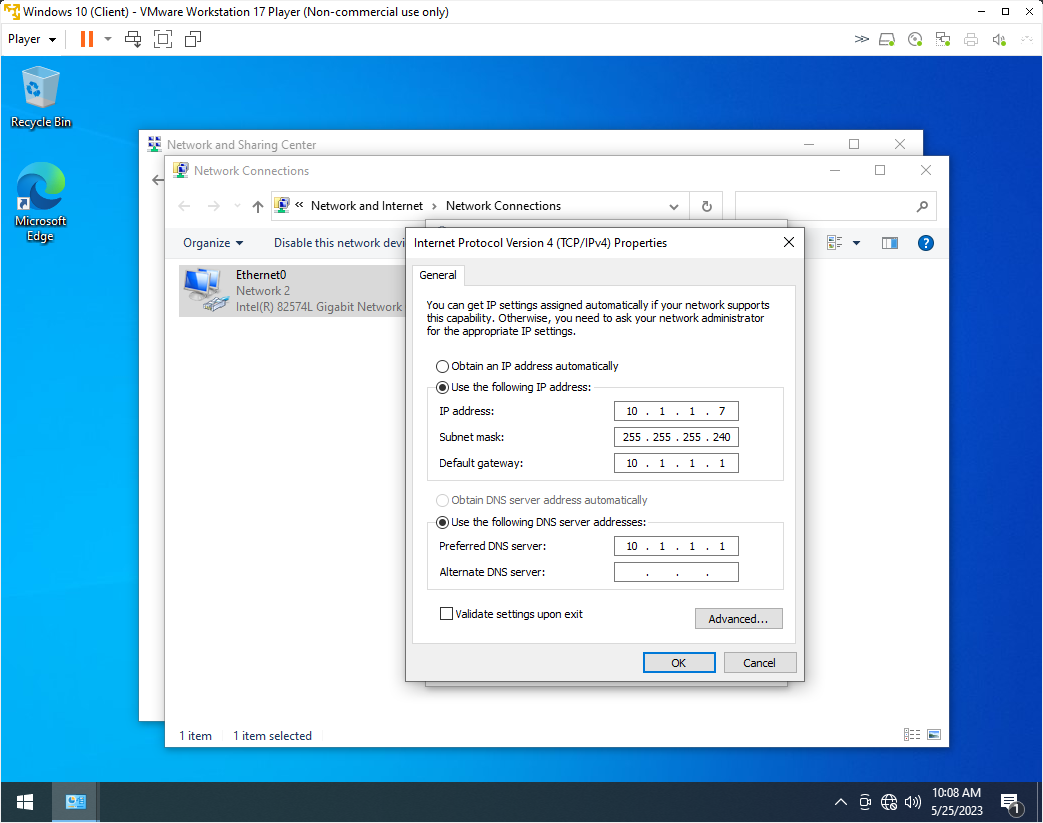 Windows 10 (Client) - VMware Workstation 17 Player (Non-commercial use only)
Player
Recycle Bin
Microsoft
Edge
Network and Sharing Center
Network Connections
« Network and Internet › Network Connections
Organize
Disable this network devi
Ethernet0
Network 2
Intel(R) 82574L Gigabit Network
Internet Protocol Version 4 (TCP/IPv4) Properties
General
You can get IP settings assigned automatically if your network supports
this capability. Otherwise, you need to ask your network administrator
for the appropriate IP settings.
Obtain an IP address automatically
Use the following IP address:
IP address: 10 . 1 . 1 . 7
Subnet mask: 255 . 255 . 255 . 240
Default gateway: 10 . 1 . 1 . 1
Obtain DNS server address automatically
Use the following DNS server addresses:
Preferred DNS server: 10 . 1 . 1 . 1
Alternate DNS server: . . .
Validate settings upon exit
Advanced...
OK
Cancel
1 item
1 item selected
10:08 AM
5/25/2023
1